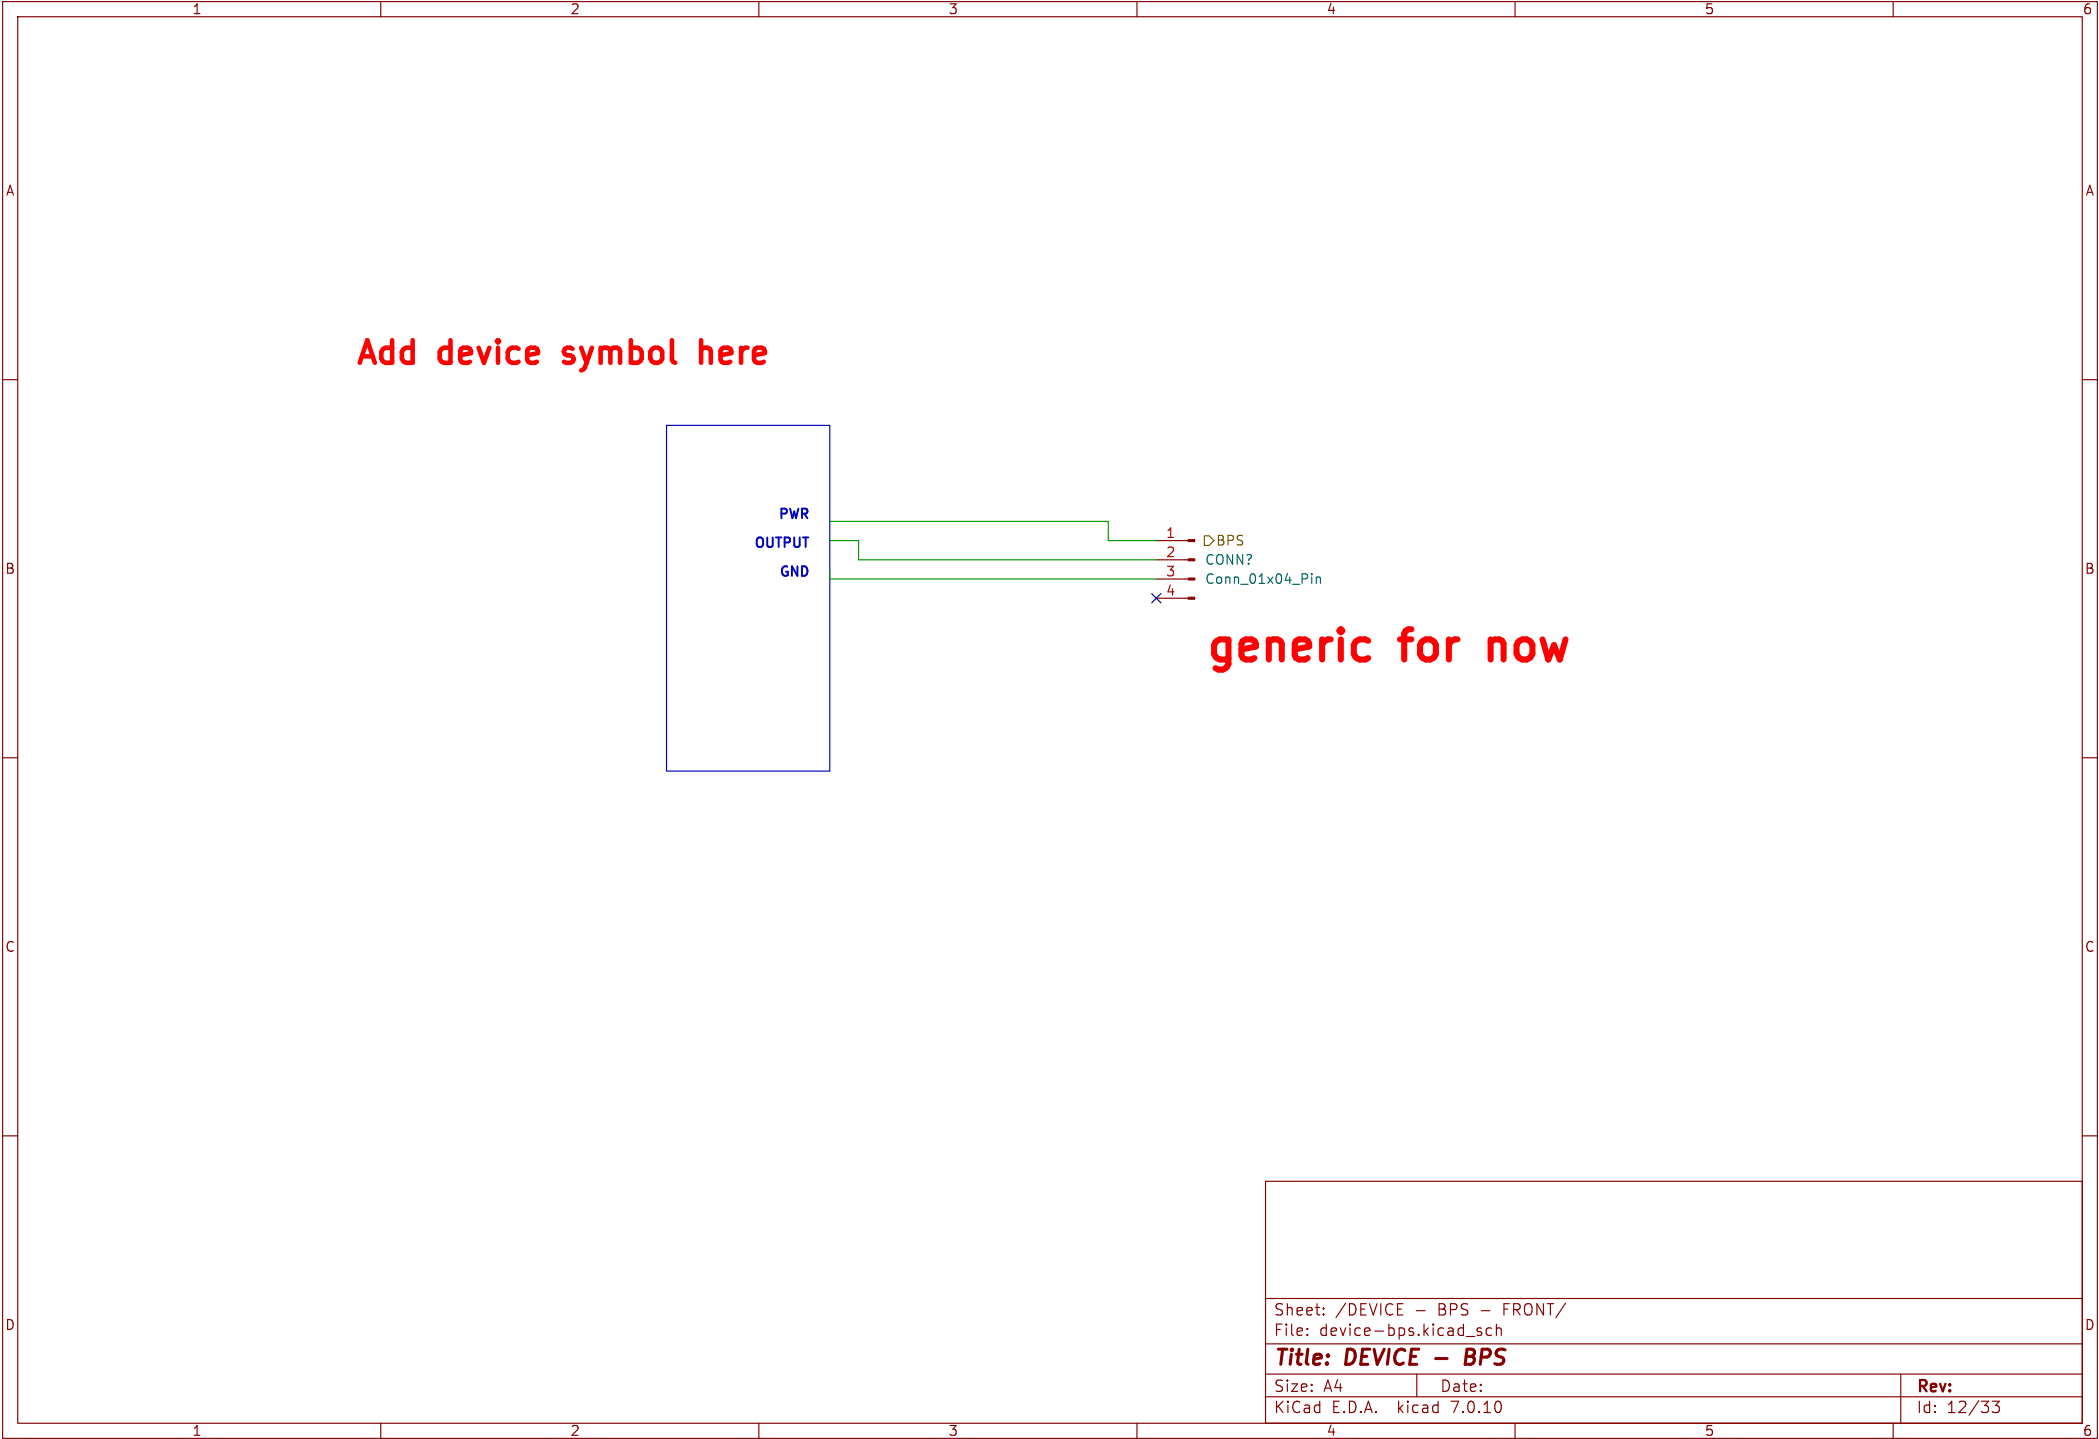 1 2 3 4 5 6
A A
Add device symbol here
PWR
1 BPS
OUTPUT
2 CONN?
B B
GND
3 Conn_01x04_Pin
4
generic for now
C C
Sheet: /DEVICE - BPS - FRONT/
D D
File: device-bps.kicad_sch
Title: DEVICE - BPS
Size: A4 Date: Rev:
KiCad E.D.A. kicad 7.0.10 Id: 12/33
1 2 3 4 5 6